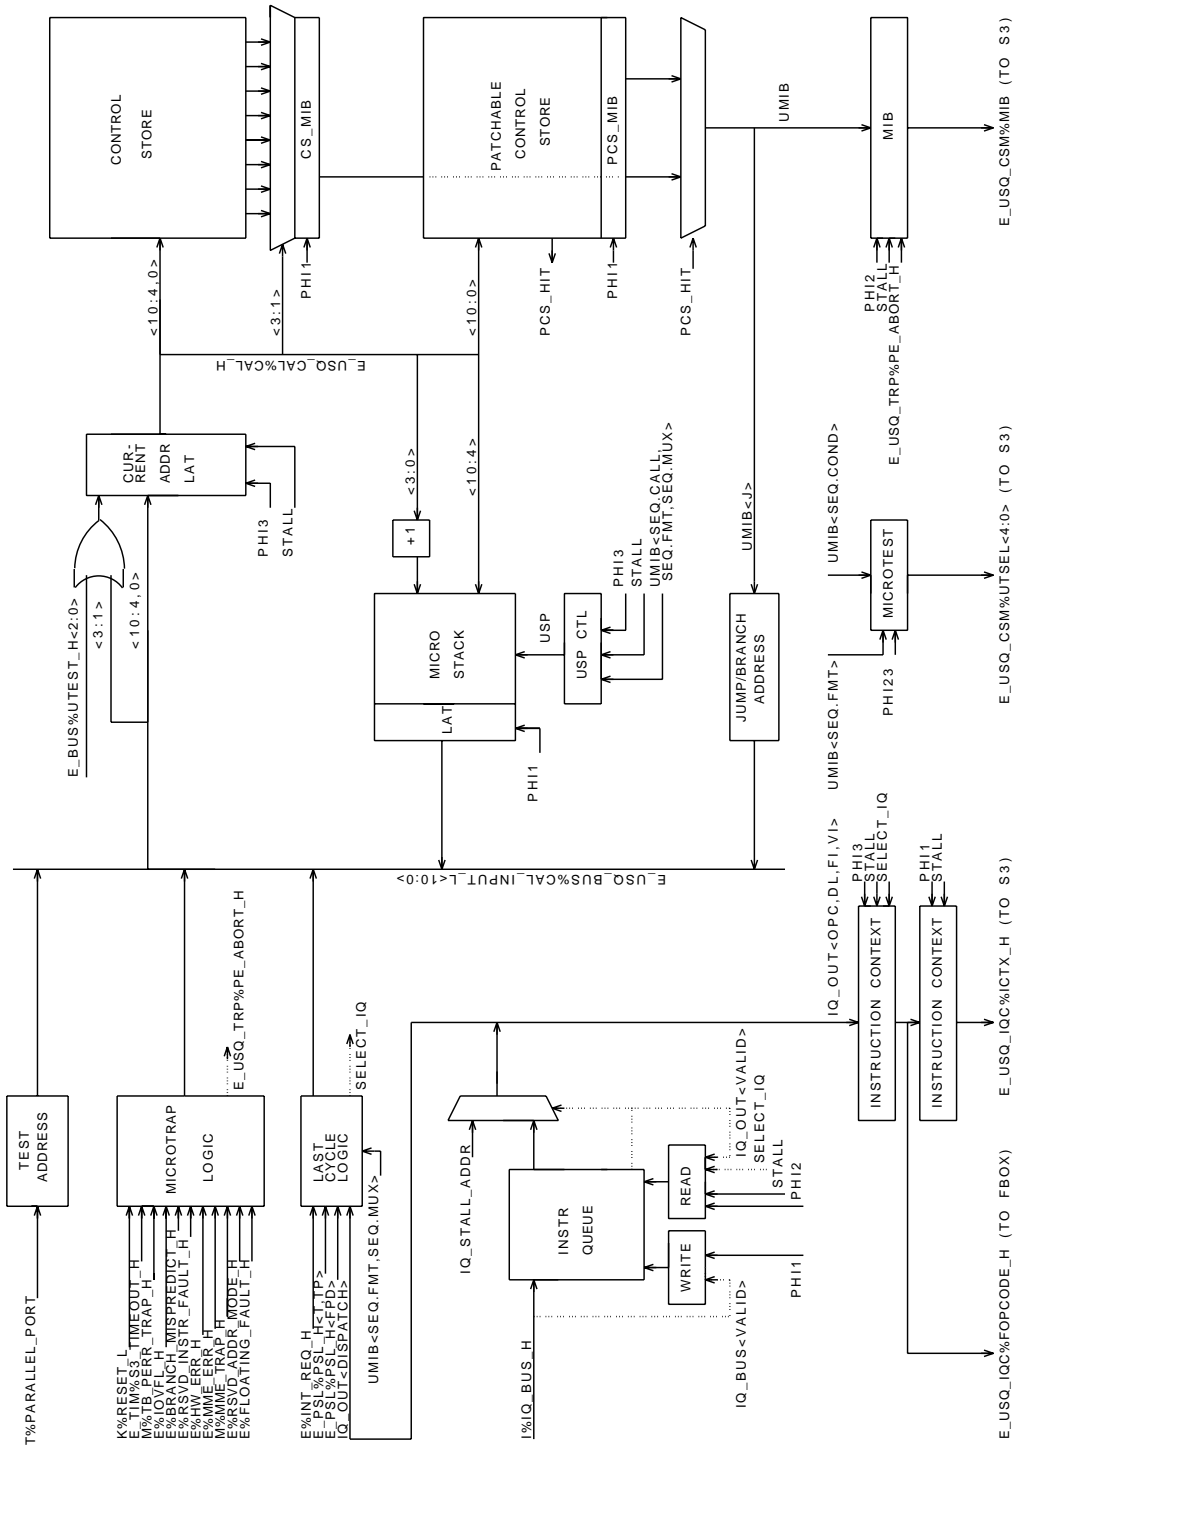 T%PARALLEL_PORT
TEST
ADDRESS
K%RESET_L
E_TIM%S3_TIMEOUT_H
M%TB_PERR_TRAP_H
E%IOVFL_H
E%BRANCH_MISPREDICT_H
E%RSVD_INSTR_FAULT_H
E%HW_ERR_H
E%MME_ERR_H
M%MME_TRAP_H
E%RSVD_ADDR_MODE_H
E%FLOATING_FAULT_H
MICROTRAP
LOGIC
E_USQ_TRP%PE_ABORT_H
E%INT_REQ_H
E_PSL%PSL_H<T,TP>
E_PSL%PSL_H<FPD>
IQ_OUT<DISPATCH>
LAST
CYCLE
LOGIC
SELECT_IQ
UMIB<SEQ.FMT,SEQ.MUX>
E_BUS%UTEST_H<2:0>
<3:1>
<10:4,0>
CUR-
RENT
ADDR
LAT
PHI3
STALL
<10:4,0>
CONTROL
STORE
<3:1>
CS_MIB
PHI1
E_USQ_CAL%CAL_H
<3:0>
+1
<10:4>
<10:0>
PATCHABLE
CONTROL
STORE
PCS_MIB
PCS_HIT
PHI1
PCS_HIT
MICRO
STACK
LAT
PHI1
USP
USP CTL
PHI3
STALL
UMIB<SEQ.CALL,
SEQ.FMT,SEQ.MUX>
E_USQ_BUS%CAL_INPUT_L<10:0>
IQ_STALL_ADDR
I%IQ_BUS_H
INSTR
QUEUE
WRITE
READ
IQ_BUS<VALID>
PHI1
IQ_OUT<VALID>
SELECT_IQ
STALL
PHI2
JUMP/BRANCH
ADDRESS
UMIB<J>
UMIB
IQ_OUT<OPC,DL,FI,VI>
PHI3
STALL
SELECT_IQ
INSTRUCTION CONTEXT
PHI1
STALL
INSTRUCTION CONTEXT
UMIB<SEQ.FMT>
UMIB<SEQ.COND>
PHI23
MICROTEST
PHI2
STALL
E_USQ_TRP%PE_ABORT_H
MIB
E_USQ_IQC%FOPCODE_H (TO FBOX)
E_USQ_IQC%ICTX_H (TO S3)
E_USQ_CSM%UTSEL<4:0> (TO S3)
E_USQ_CSM%MIB (TO S3)